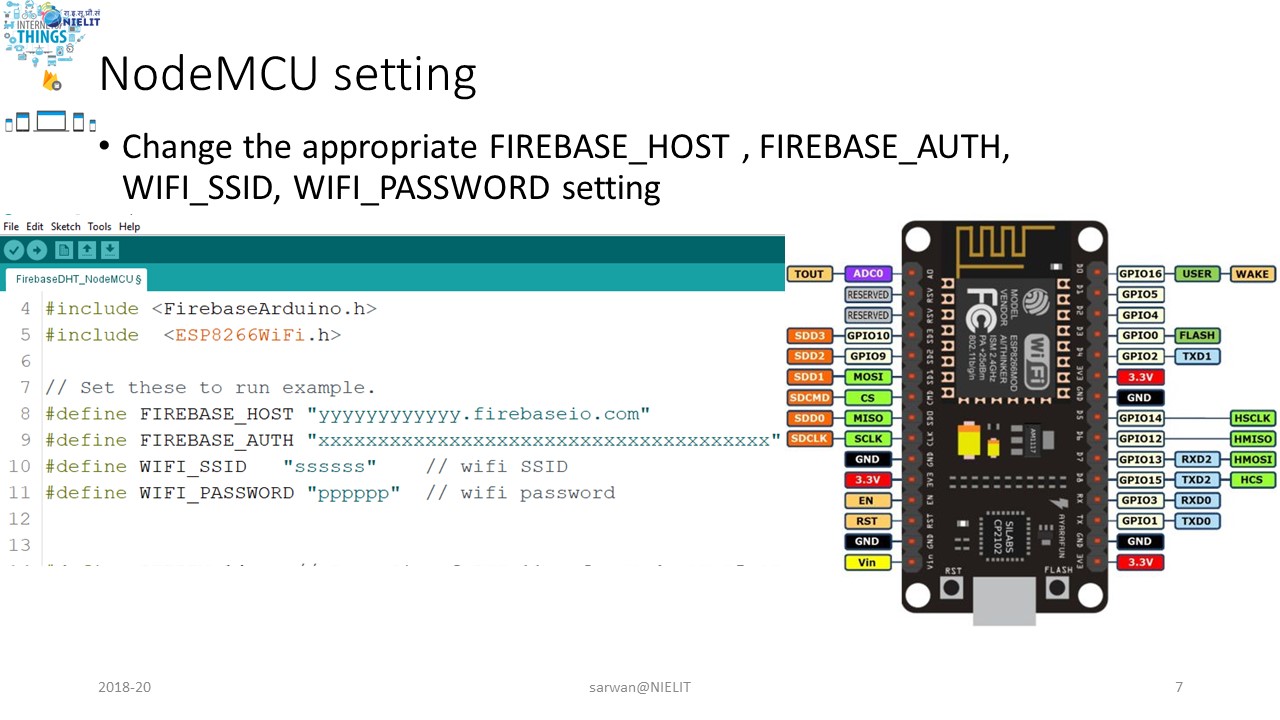 रा.इ.सू.प्रौ.सं
NIELIT
INTERNET OF
THINGS
NodeMCU setting
• Change the appropriate FIREBASE_HOST , FIREBASE_AUTH,
WIFI_SSID, WIFI_PASSWORD setting
File Edit Sketch Tools Help
FirebaseDHT_NodeMCU §
4 #include <FirebaseArduino.h>
5 #include  <ESP8266WiFi.h>
6
7 // Set these to run example.
8 #define FIREBASE_HOST "yyyyyyyyyyyy.firebaseio.com"
9 #define FIREBASE_AUTH "xxxxxxxxxxxxxxxxxxxxxxxxxxxxxxxxxxxxxx"
10 #define WIFI_SSID   "ssssss"    // wifi SSID
11 #define WIFI_PASSWORD "pppppp"  // wifi password
12
13
TOUT ADC0 A0 D0 GPIO16 USER WAKE
RESERVED RSV D1 GPIO5
RESERVED RSV D2 GPIO4
SDD3 GPIO10 SD3 D3 GPIO0 FLASH
SDD2 GPIO9 SD2 D4 GPIO2 TXD1
SDD1 MOSI SD1 3V3 3.3V
SDCMD CS CMD GND GND
SDD0 MISO SD0 D5 GPIO14 HSCLK
SDCLK SCLK CLK D6 GPIO12 HMISO
GND GND D7 GPIO13 RXD2 HMOSI
3.3V 3V3 D8 GPIO15 TXD2 HCS
EN EN RX GPIO3 RXD0
RST RST TX GPIO1 TXD0
GND GND GND GND
Vin Vin 3V3 3.3V
MODEL ESP8266MOD
VENDOR AI/THINKER
ISM 2.4GHz
PA +25dBm
802.11b/g/n
FC
WiFi
AM1117
SILABS
CP2102
AYARAFUN
RST
FLASH
2018-20
sarwan@NIELIT
7